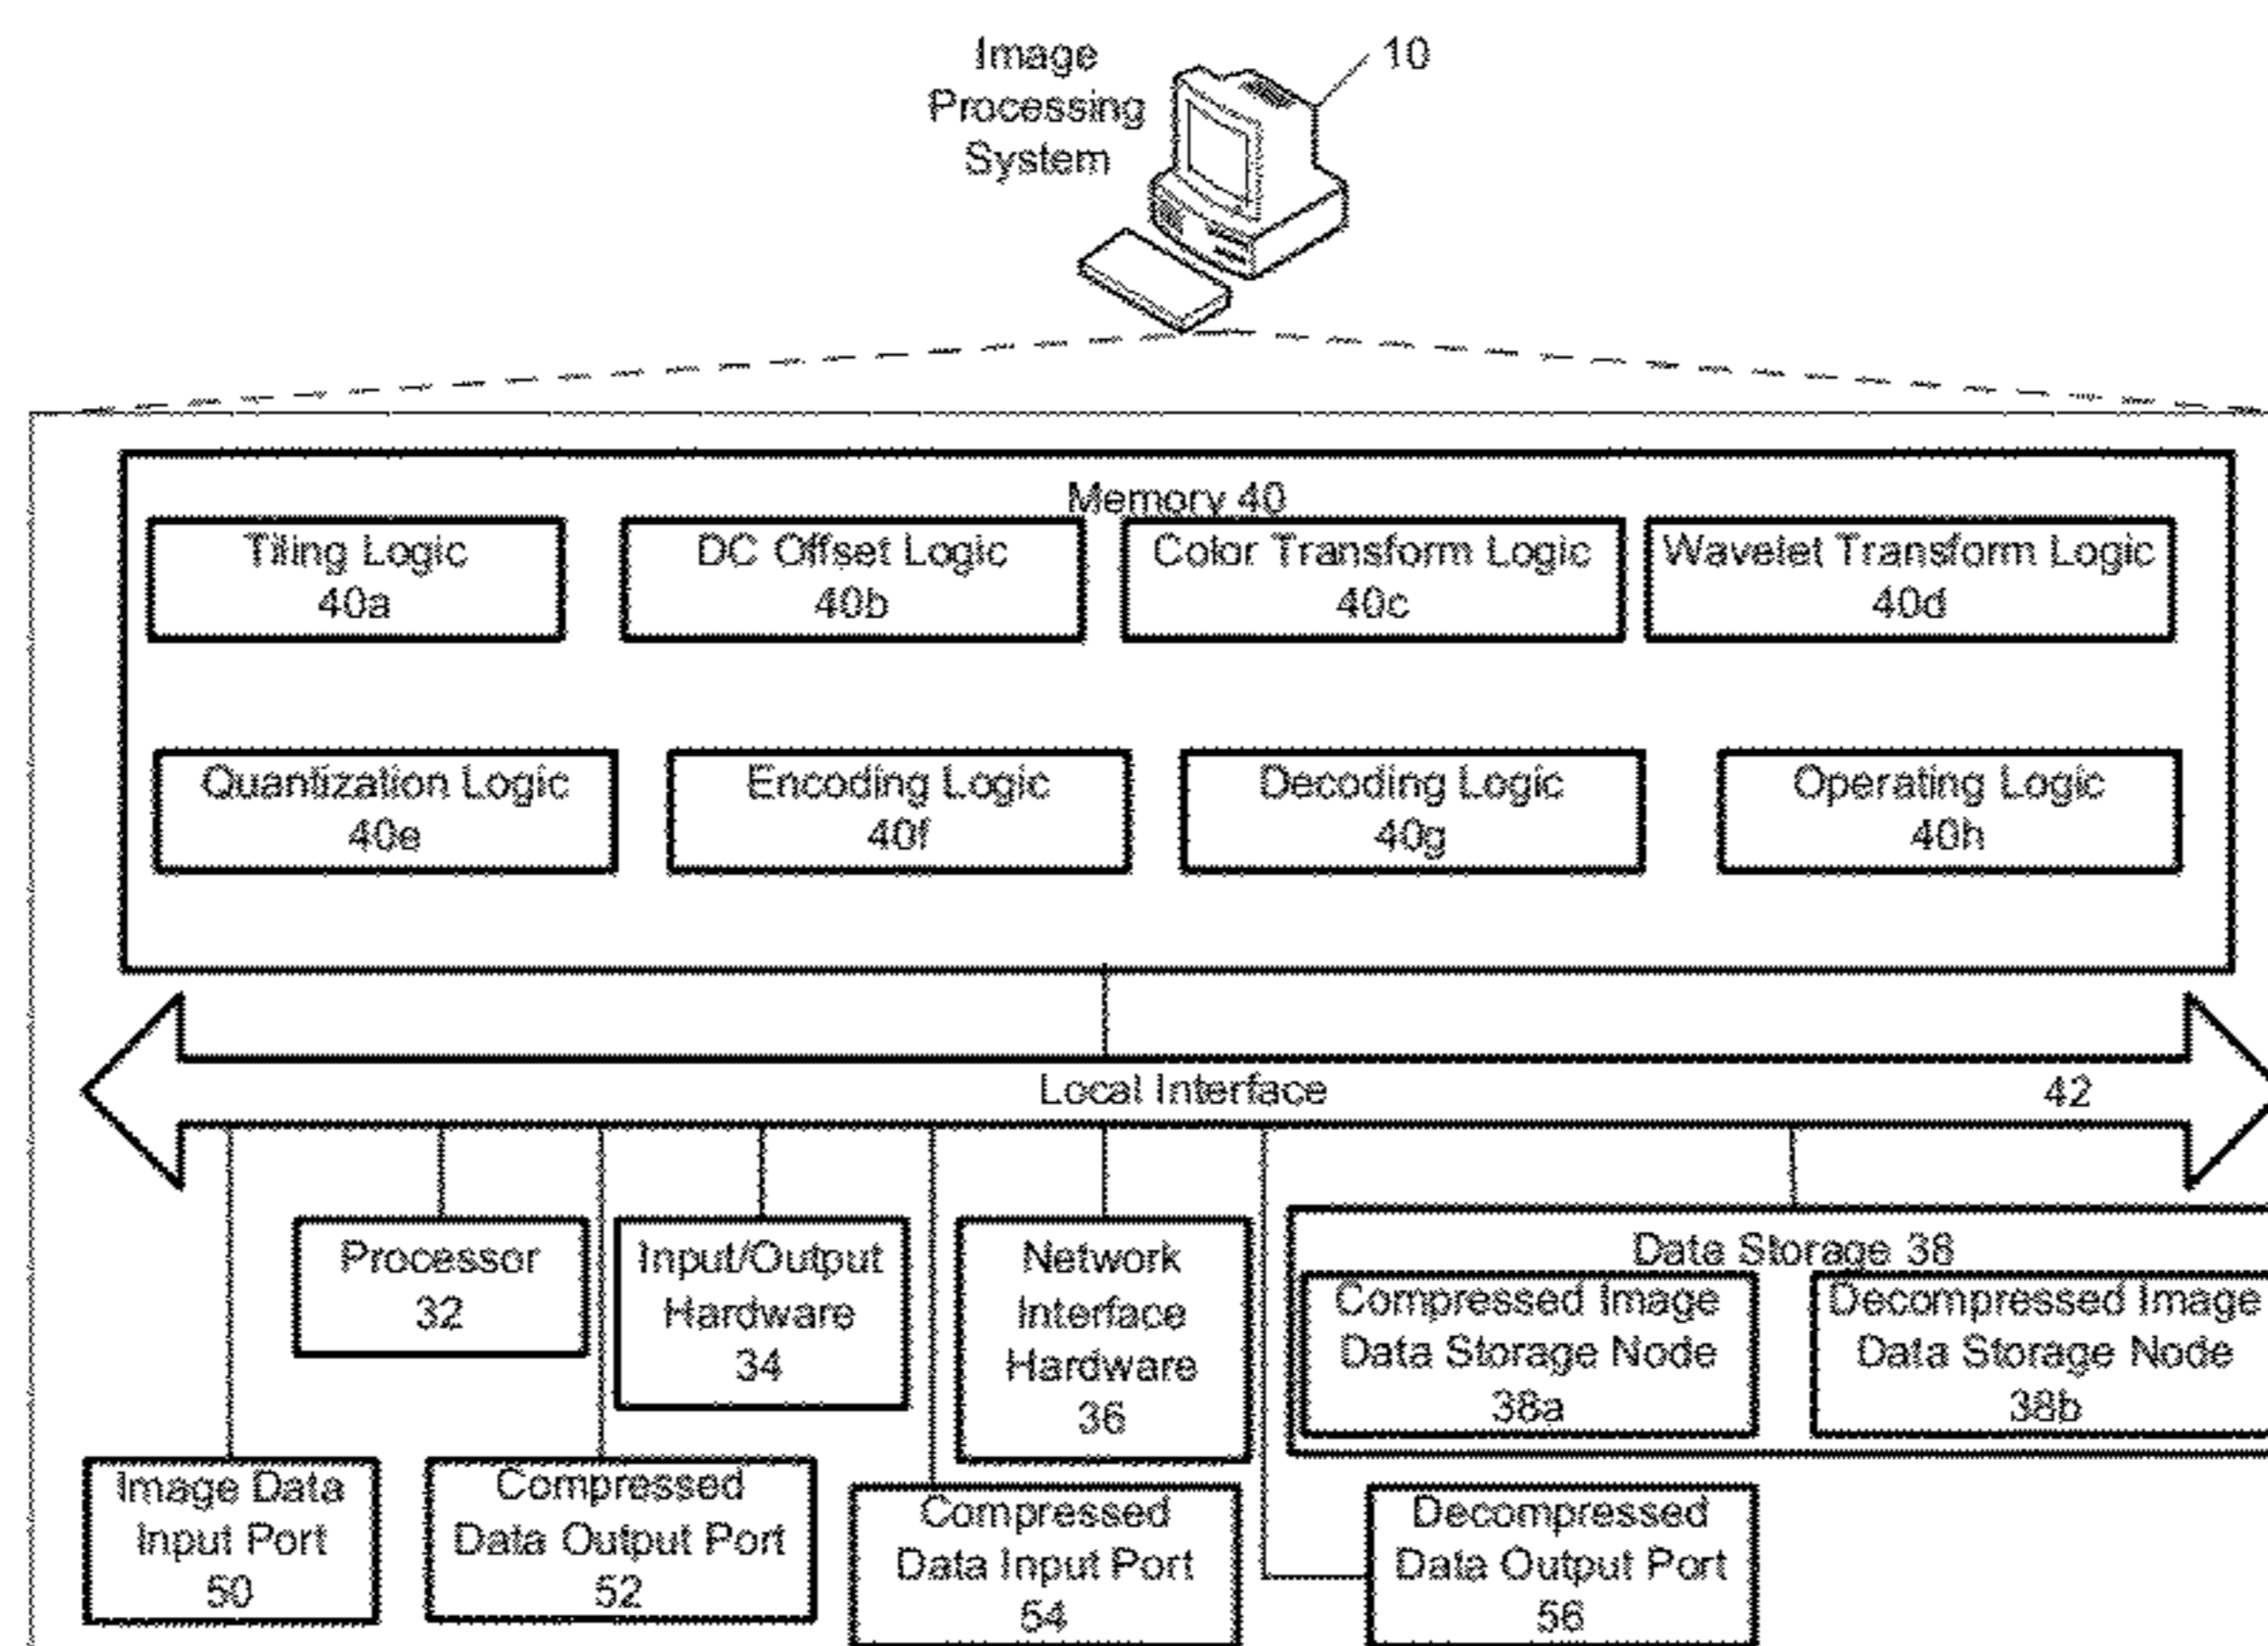 Image
Processing
System
10
Memory 40
Tiling Logic
40a
DC Offset Logic
40b
Color Transform Logic
40c
Wavelet Transform Logic
40d
Quantization Logic
40e
Encoding Logic
40f
Decoding Logic
40g
Operating Logic
40h
Local Interface
42
Processor
32
Input/Output
Hardware
34
Network
Interface
Hardware
36
Data Storage 38
Compressed Image
Data Storage Node
38a
Decompressed Image
Data Storage Node
38b
Image Data
Input Port
50
Compressed
Data Output Port
52
Compressed
Data Input Port
54
Decompressed
Data Output Port
56